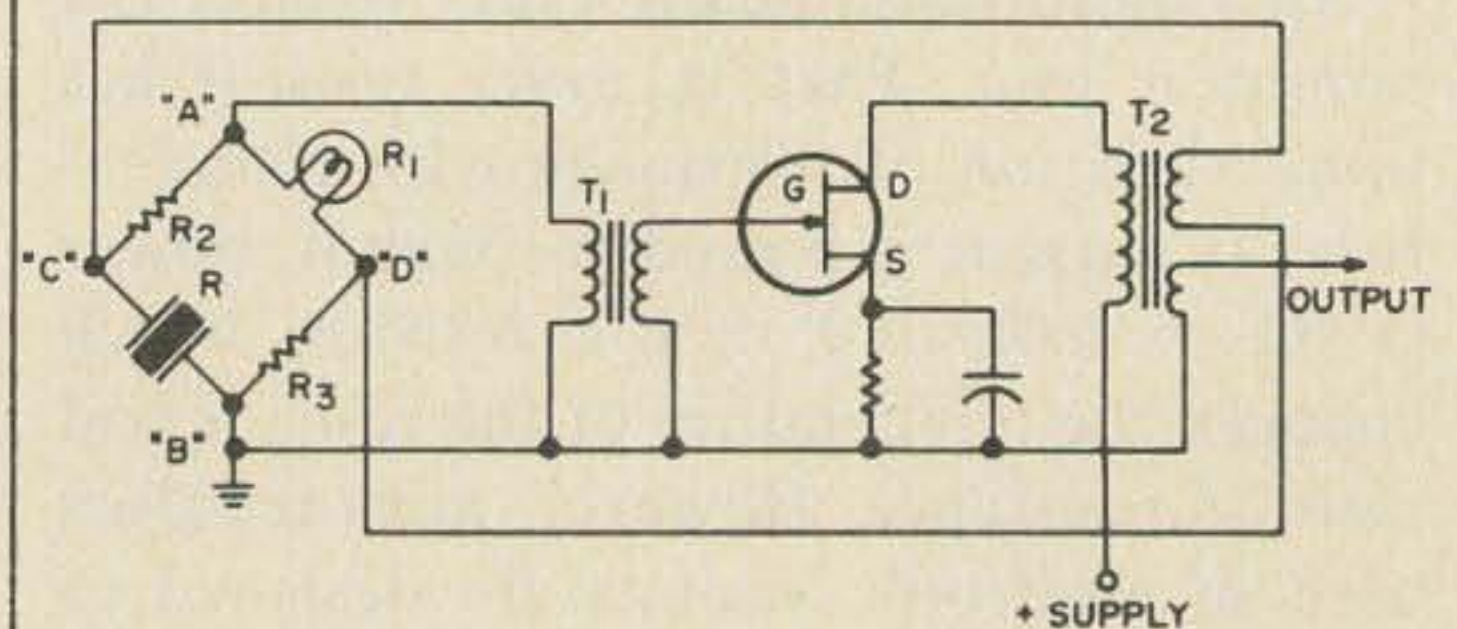 "A"
R1
T2
T1
G
D
R2
"C"
"D"
R
S
OUTPUT
R3
"B"
+ SUPPLY